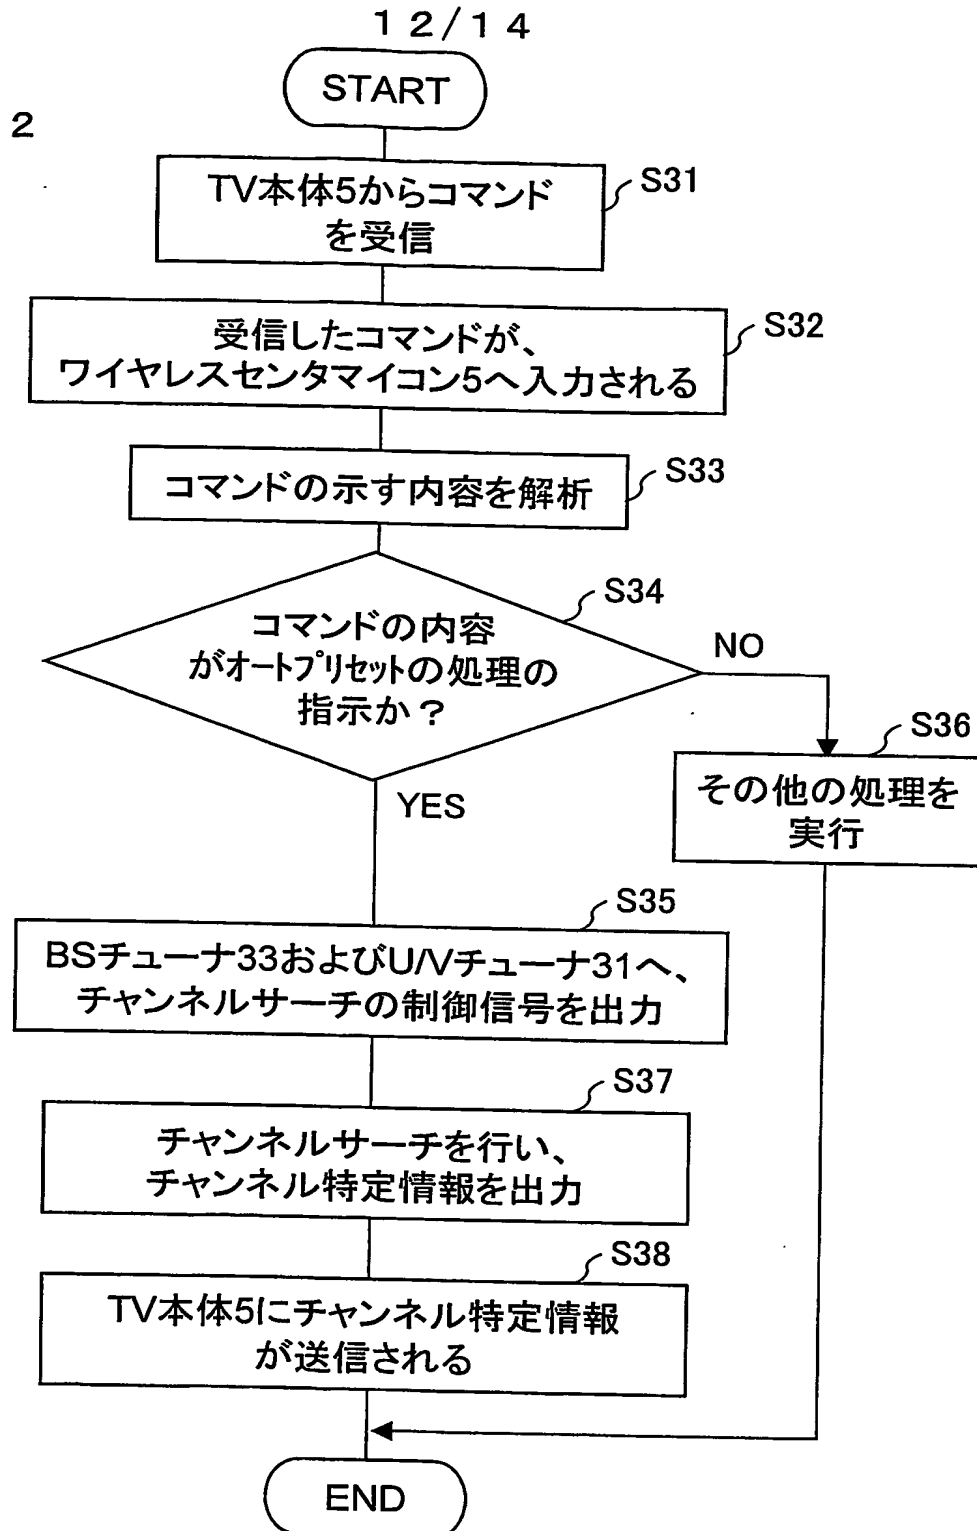 １２/１４
START
2
TV本体5からコマンド
を受信
S31
受信したコマンドが、
ワイヤレスセンタマイコン5へ入力される
S32
コマンドの示す内容を解析
S33
S34
コマンドの内容
がオートプリセットの処理の
指示か？
NO
YES
S36
その他の処理を
実行
S35
BSチューナ33およびU/Vチューナ31へ、
チャンネルサーチの制御信号を出力
S37
チャンネルサーチを行い、
チャンネル特定情報を出力
S38
TV本体5にチャンネル特定情報
が送信される
END